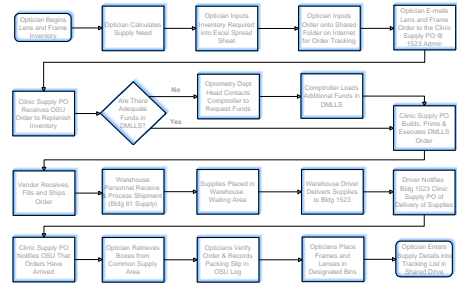 Optician Begins
Lens and Frame
Inventory
Optician Calculates
Supply Need
Optician Inputs
Inventory Required
into Excel Spread
Sheet
Optician Inputs
Order onto Shared
Folder on Internet
for Order Tracking
Optician E-mails
Lens and Frame
Order to the Clinic
Supply PO @
1523 Admin
Clinic Supply PO
Receives OSU
Order to Replenish
Inventory
Are There
Adequate
Funds in
DMLLS?
No
Yes
Optometry Dept
Head Contacts
Comptroller to
Request Funds
Comptroller Loads
Additional Funds in
DMLLS
Clinic Supply PO
Builds, Prints &
Executes DMLLS
Order
Vendor Receives,
Fills and Ships
Order
Warehouse
Personnel Receive
& Process Shipment
(Bldg 81 Supply)
Supplies Placed in
Warehouse
Waiting Area
Warehouse Driver
Delivers Supplies
to Bldg 1523
Driver Notifies
Bldg 1523 Clinic
Supply PO of
Delivery of Supplies
Clinic Supply PO
Notifies OSU That
Orders Have
Arrived
Optician Retrieves
Boxes from
Common Supply
Area
Opticians Verify
Order & Records
Packing Slip in
OSU Log
Opticians Place
Frames and
Lenses in
Designated Bins
Optician Enters
Supply Details into
Tracking List in
Shared Drive